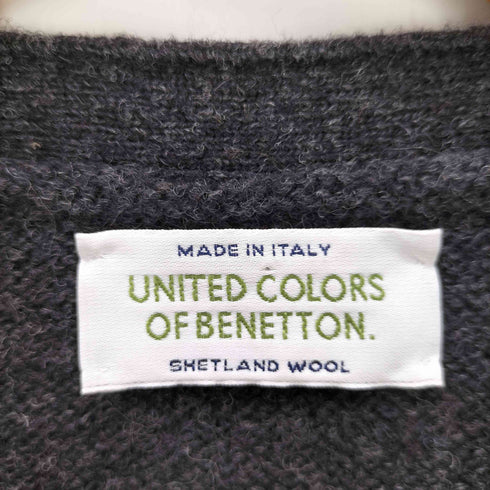 MADE IN ITALY
UNITED COLORS
OF BENETTON.
SHETLAND WOOL